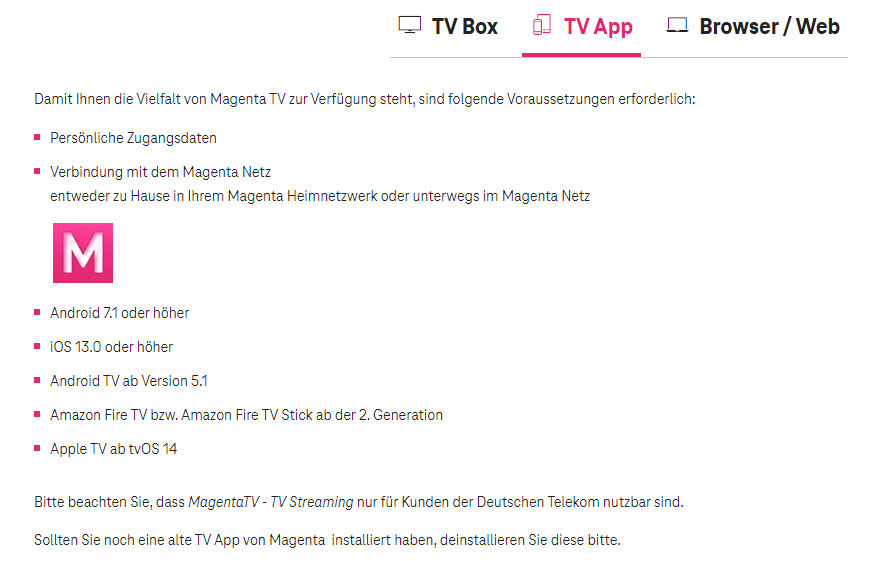 TV Box TV App Browser / Web
Damit Ihnen die Vielfalt von Magenta TV zur Verfügung steht, sind folgende Voraussetzungen erforderlich:
Persönliche Zugangsdaten
Verbindung mit dem Magenta Netz
entweder zu Hause in Ihrem Magenta Heimnetzwerk oder unterwegs im Magenta Netz
M
Android 7.1 oder höher
iOS 13.0 oder höher
Android TV ab Version 5.1
Amazon Fire TV bzw. Amazon Fire TV Stick ab der 2. Generation
Apple TV ab tvOS 14
Bitte beachten Sie, dass MagentaTV - TV Streaming nur für Kunden der Deutschen Telekom nutzbar sind.
Sollten Sie noch eine alte TV App von Magenta installiert haben, deinstallieren Sie diese bitte.